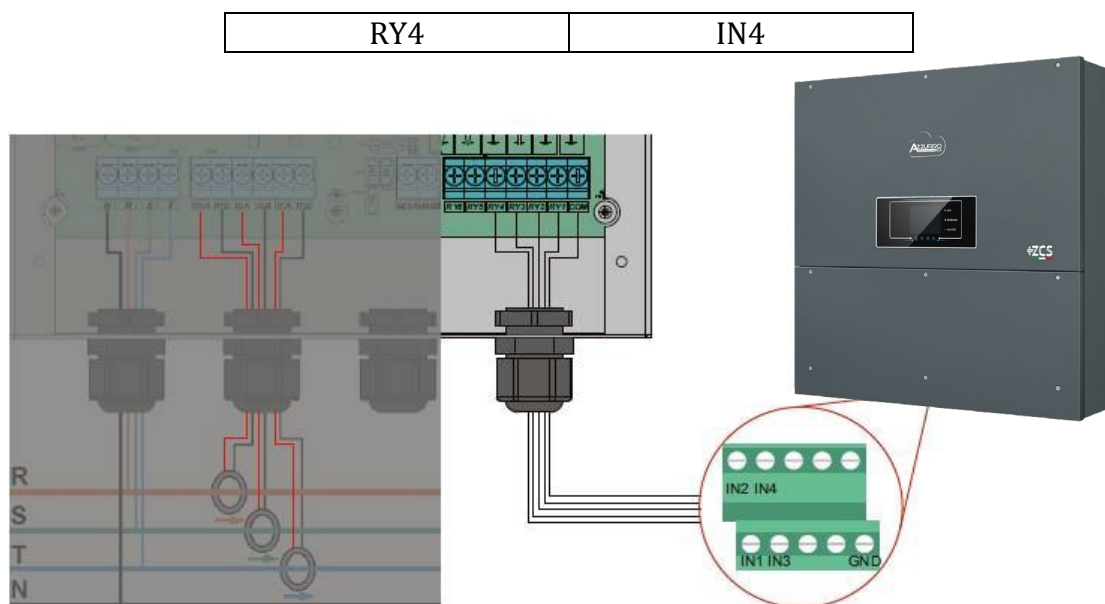 RY4 IN4
AZZURRO
ZCS
RY6 RY5 RY4 RY3 RY2 RY1 COM
R
S
T
N
IN2 IN4
IN1 IN3 GND